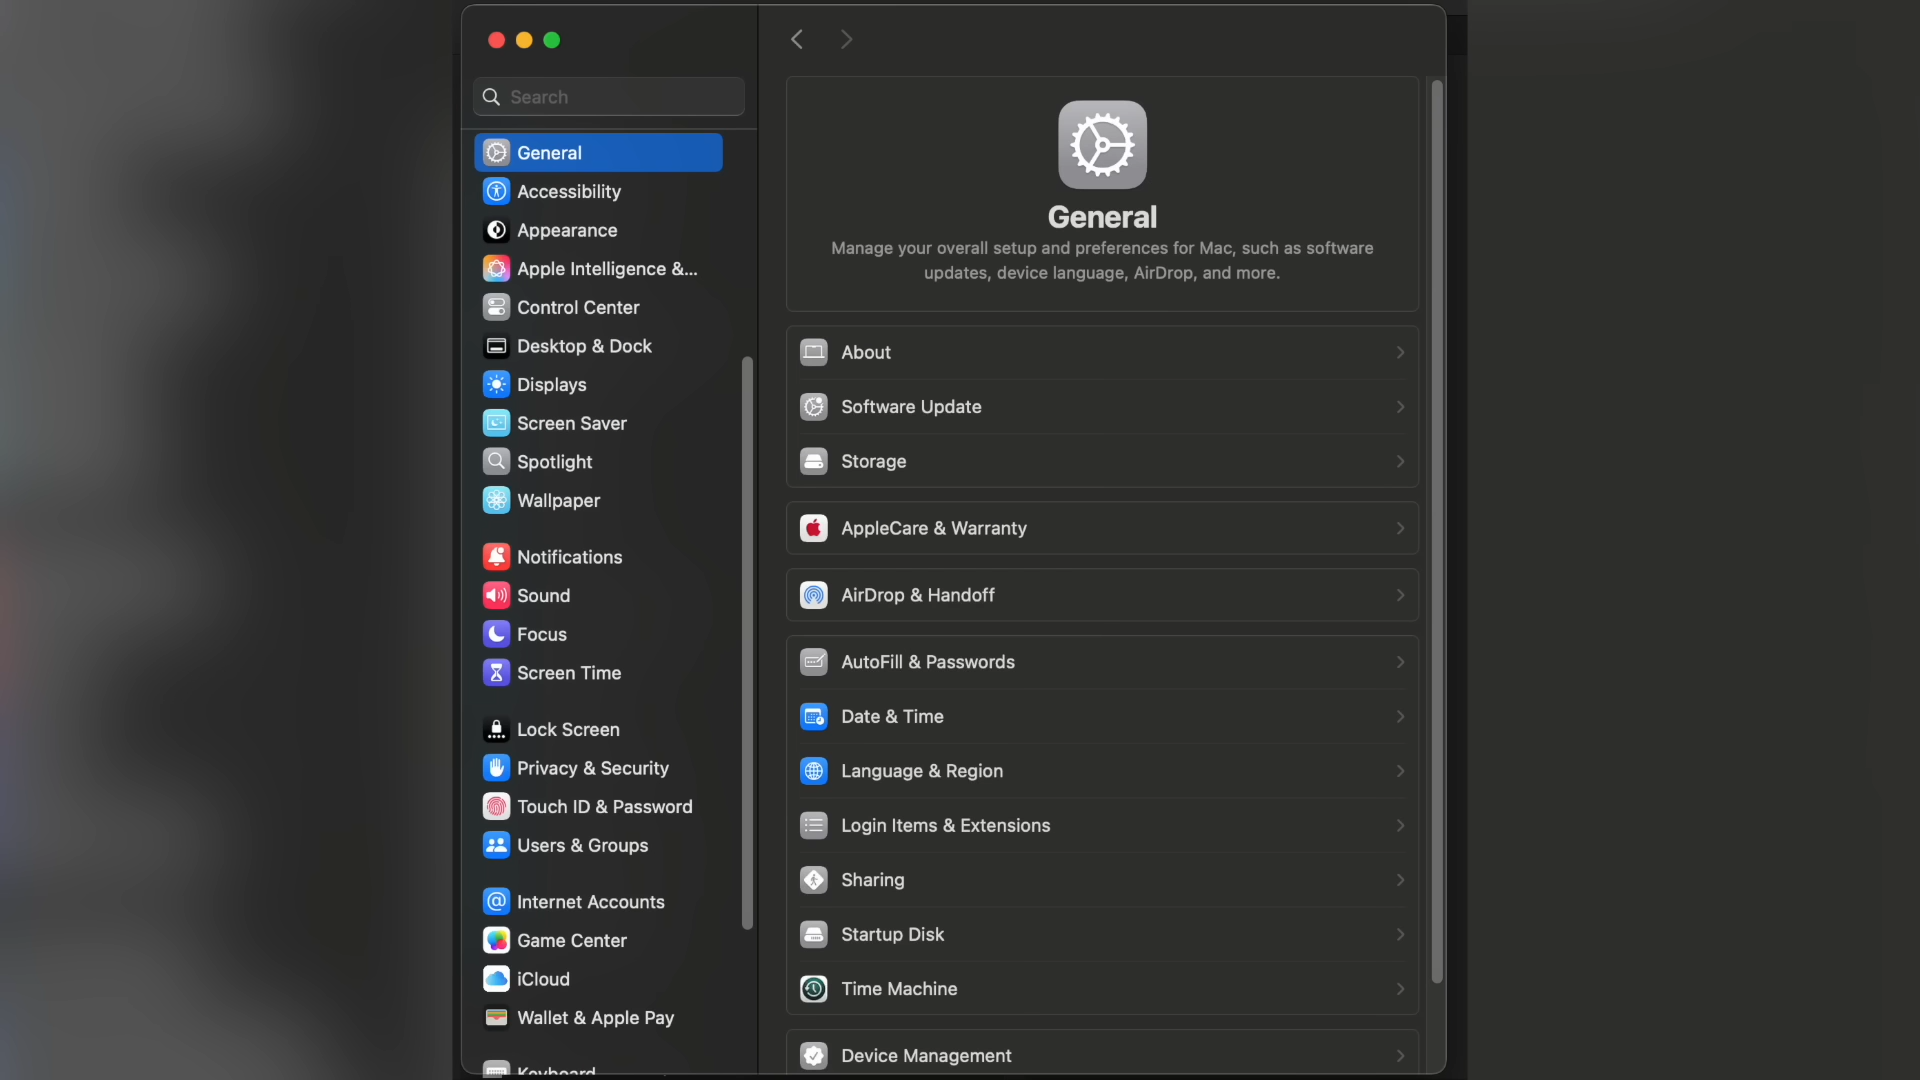 Search
General
Accessibility
Appearance
Apple Intelligence &...
Control Center
Desktop & Dock
Displays
Screen Saver
Spotlight
Wallpaper
Notifications
Sound
Focus
Screen Time
Lock Screen
Privacy & Security
Touch ID & Password
Users & Groups
Internet Accounts
Game Center
iCloud
Wallet & Apple Pay
Keyboard
General
Manage your overall setup and preferences for Mac, such as software
updates, device language, AirDrop, and more.
About
Software Update
Storage
AppleCare & Warranty
AirDrop & Handoff
AutoFill & Passwords
Date & Time
Language & Region
Login Items & Extensions
Sharing
Startup Disk
Time Machine
Device Management